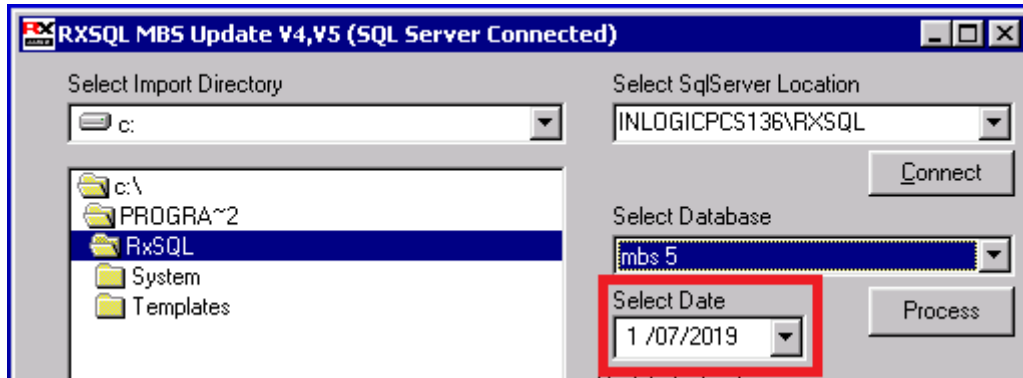 RXSQL MBS Update V4,V5 (SQL Server Connected)
Select Import Directory
c:
c:\
PROGRA~2
RxSQL
System
Templates
Select SqlServer Location
INLOGICPCS136\RXSQL
Connect
Select Database
mbs 5
Select Date
1 /07/2019
Process